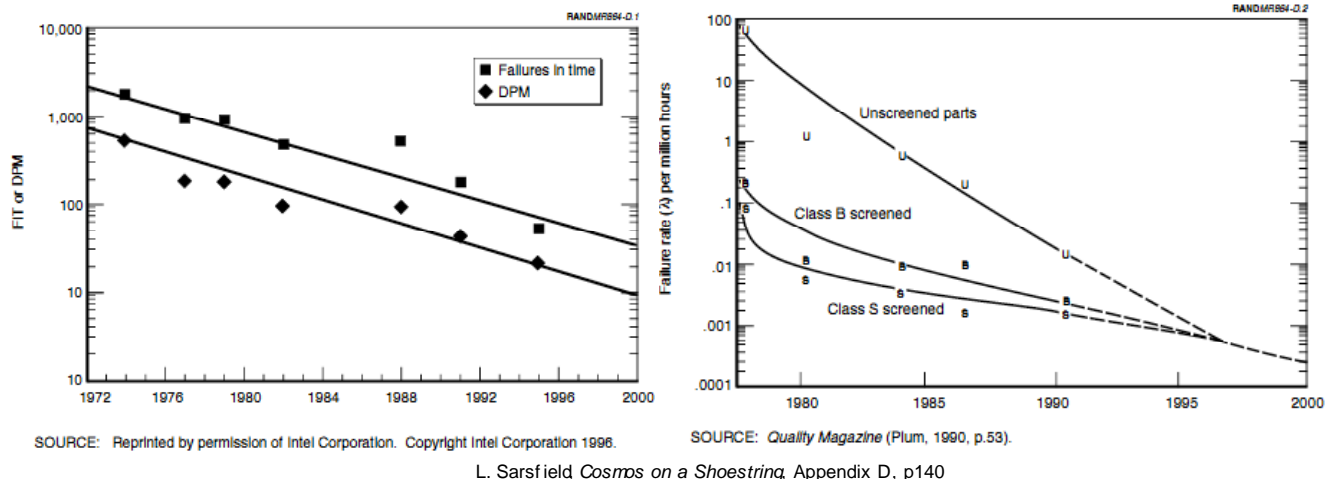 RANDMR864-D.1
10,000
1,000
100
10
10
FIT or DPM
Failures in time
DPM
1972 1976 1980 1984 1988 1992 1996 2000
SOURCE: Reprinted by permission of Intel Corporation. Copyright Intel Corporation 1996.
RANDMR864-D.2
100
10
1
.1
.01
.001
.0001
Failure rate (λ) per million hours
U
Unscreened parts
U
U
U
U
B
Class B screened
B
B
B
B
S
S
S
S
S
Class S screened
1980 1985 1990 1995 2000
SOURCE: Quality Magazine (Plum, 1990, p.53).
L. Sarsfield, Cosmos on a Shoestring, Appendix D, p140